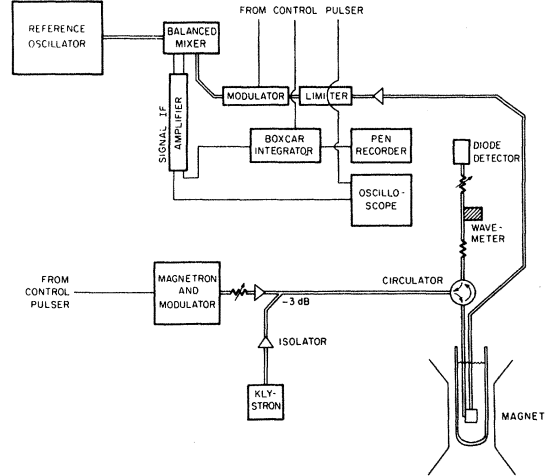 FROM CONTROL PULSER
REFERENCE
OSCILLATOR
BALANCED
MIXER
MODULATOR
LIMITER
SIGNAL IF
AMPLIFIER
BOXCAR
INTEGRATOR
PEN
RECORDER
DIODE
DETECTOR
OSCILLO-
SCOPE
WAVE-
METER
CIRCULATOR
FROM
CONTROL
PULSER
MAGNETRON
AND
MODULATOR
-3 dB
ISOLATOR
KLY-
STRON
MAGNET